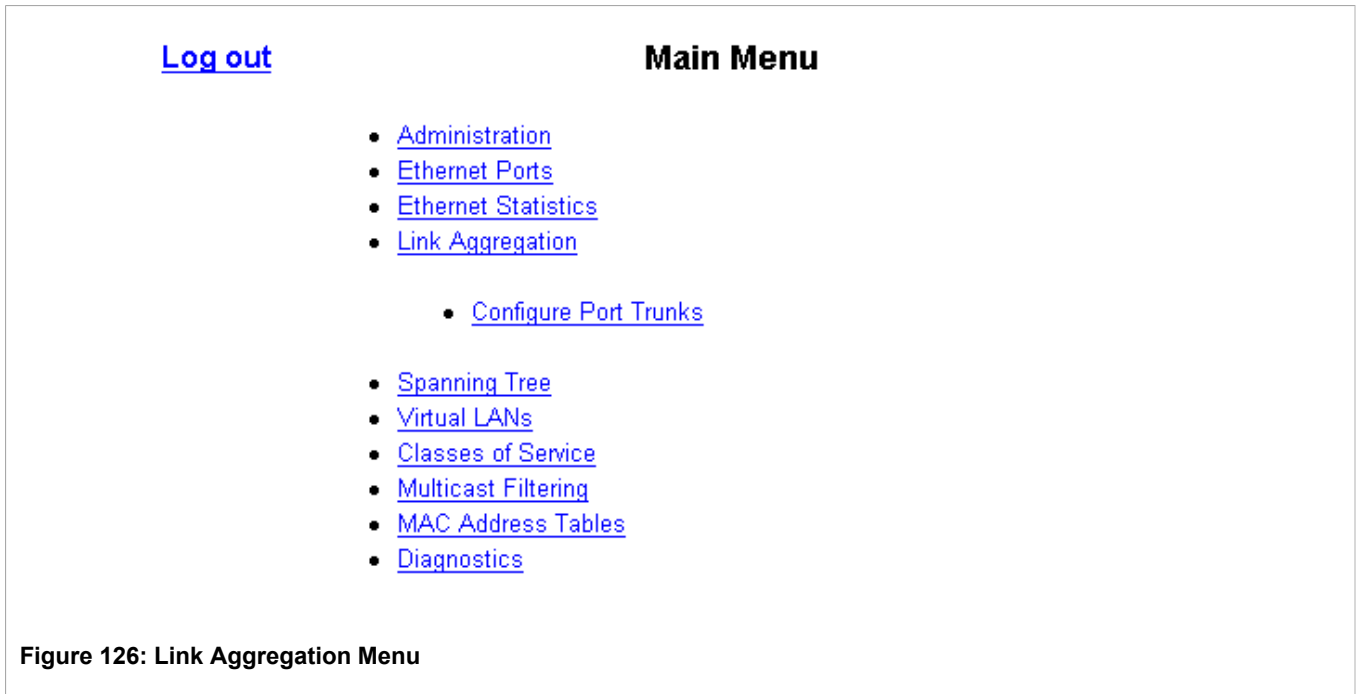 Log out Main Menu
Administration
Ethernet Ports
Ethernet Statistics
Link Aggregation
Configure Port Trunks
Spanning Tree
Virtual LANs
Classes of Service
Multicast Filtering
MAC Address Tables
Diagnostics
Figure 126: Link Aggregation Menu